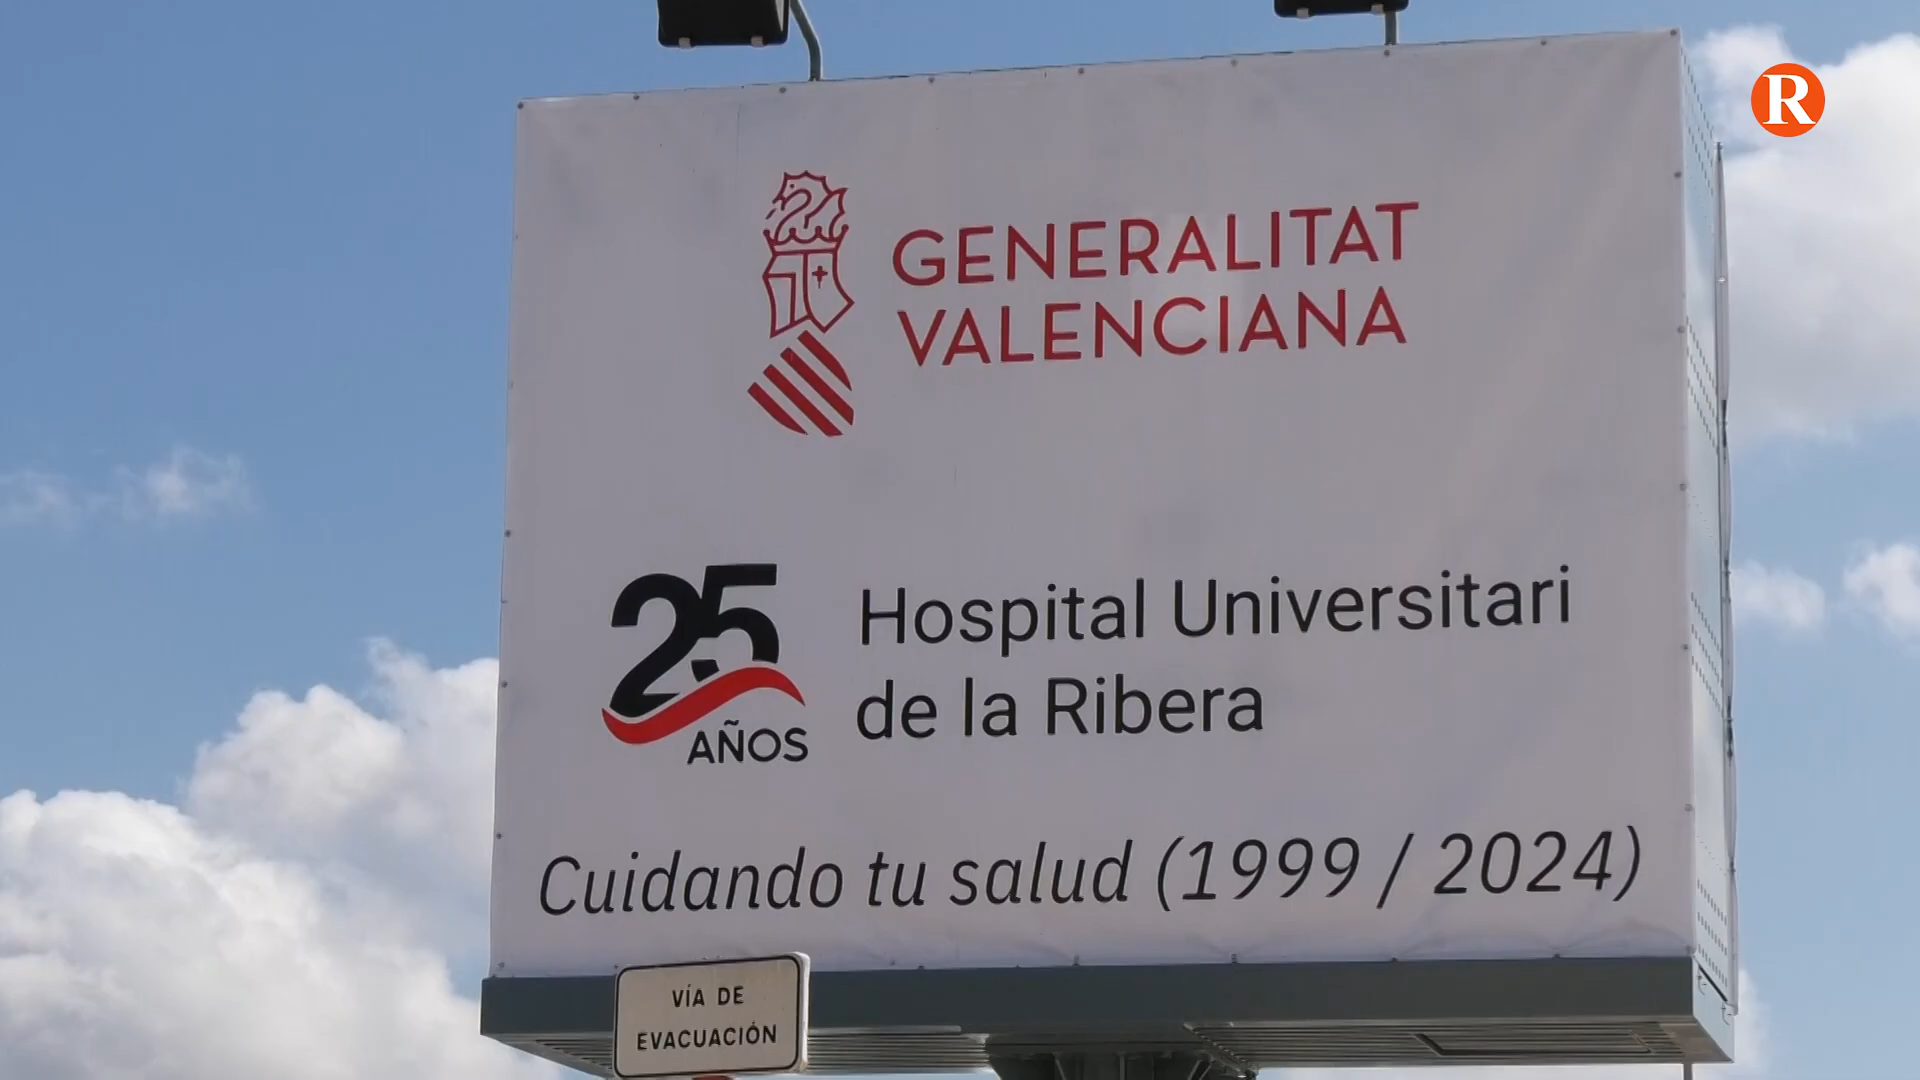 R
GENERALITAT
VALENCIANA
25
AÑOS
Hospital Universitari
de la Ribera
Cuidando tu salud (1999 / 2024)
VÍA DE
EVACUACIÓN